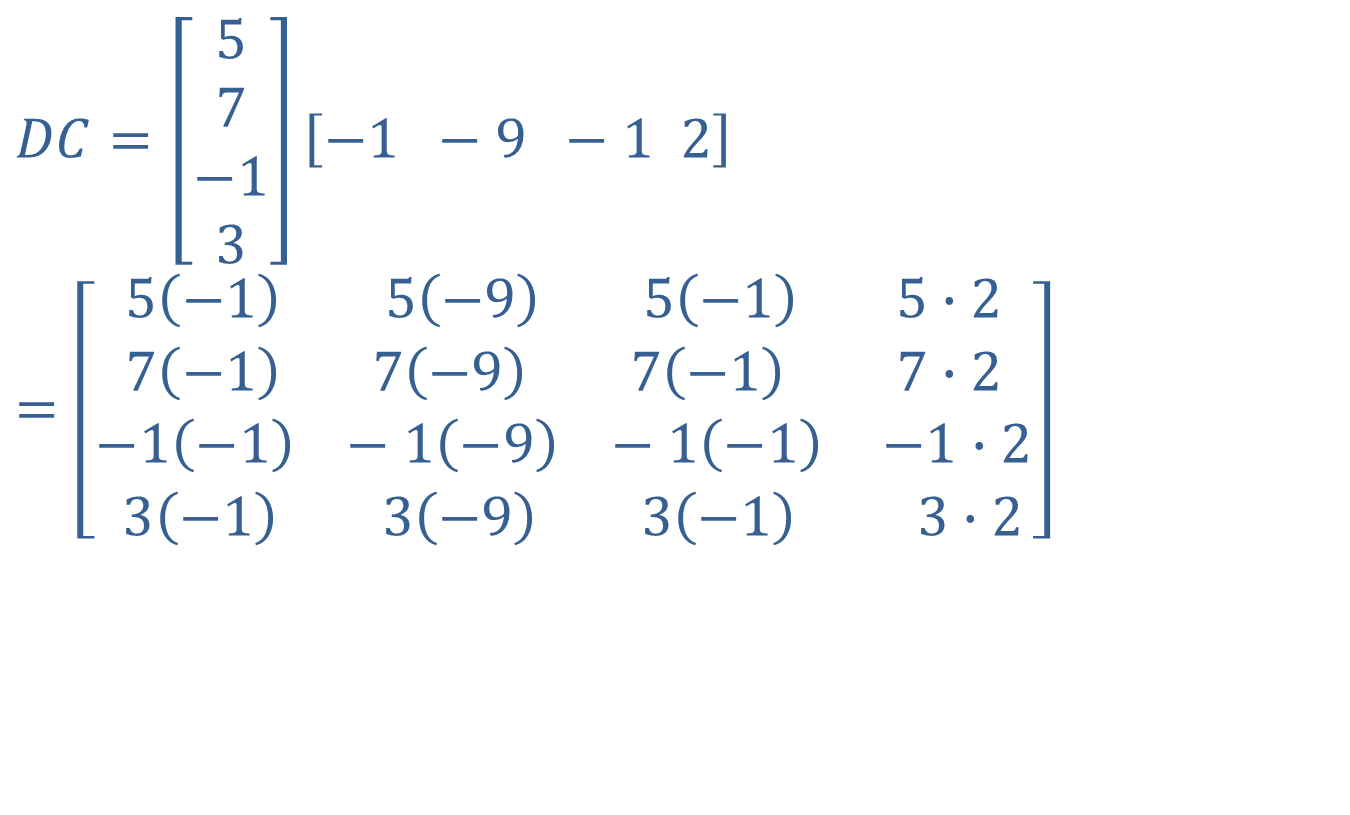 5
7
DC = [−1 − 9 − 1 2]
−1
3
5(−1) 5(−9) 5(−1) 5 · 2
7(−1) 7(−9) 7(−1) 7 · 2
=
−1(−1) − 1(−9) − 1(−1) −1 · 2
3(−1) 3(−9) 3(−1) 3 · 2